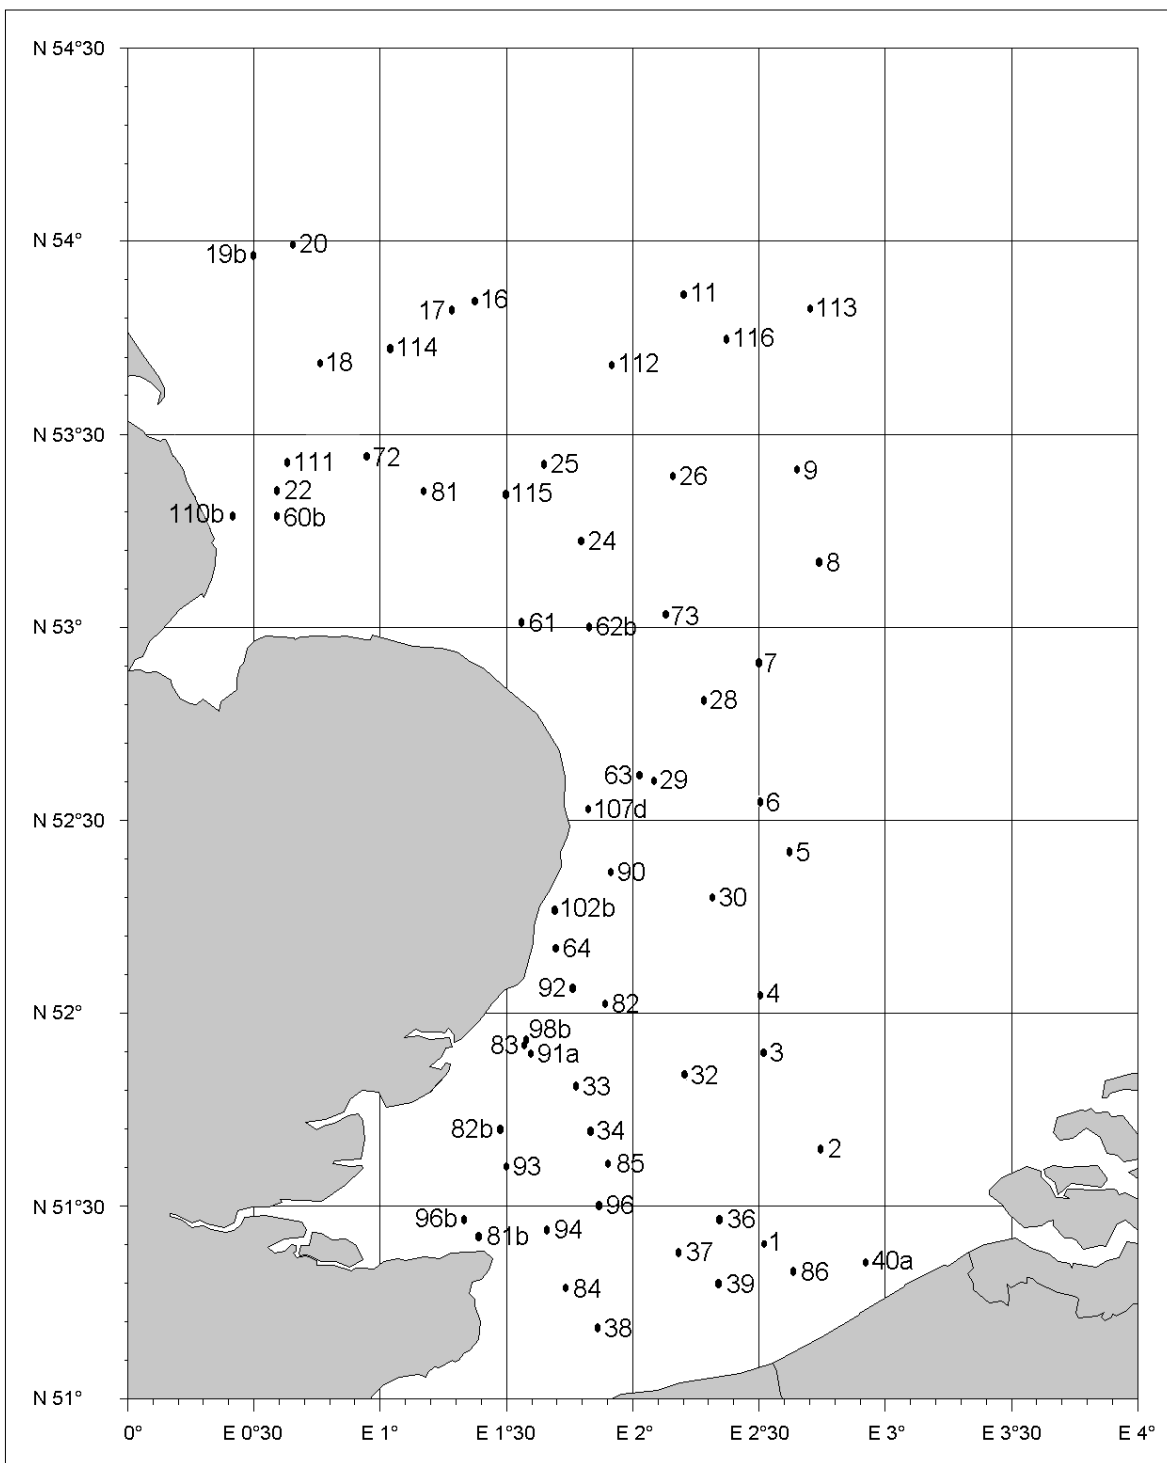 N 54°30
N 54°
20
19b
11
16
113
17
116
114
18
112
N 53°30
72
111
25
9
26
22
81
115
110b
60b
24
8
73
61
62b
N 53°
7
28
63
29
6
107d
N 52°30
5
90
30
102b
64
92
4
82
N 52°
98b
83
91a
3
32
33
82b
34
2
85
93
N 51°30
96
96b
36
94
81b
1
37
40a
86
39
84
38
N 51°
0°
E 0°30
E 1°
E 1°30
E 2°
E 2°30
E 3°
E 3°30
E 4°